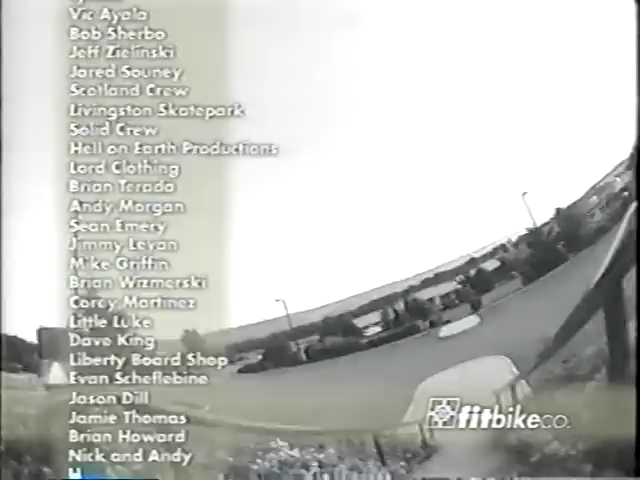 Vic Ayala
Bob Sherbo
Jeff Zielinski
Jared Souney
Scotland Crew
Livingston Skatepark
Solid Crew
Hell on Earth Productions
Lord Clothing
Brian Terada
Andy Morgan
Sean Emery
Jimmy Levan
Mike Griffin
Brian Wizmerski
Corey Martinez
Little Luke
Dave King
Liberty Board Shop
Evan Scheflebine
Jason Dill
Jamie Thomas
Brian Howard
Nick and Andy
fitbikeco.